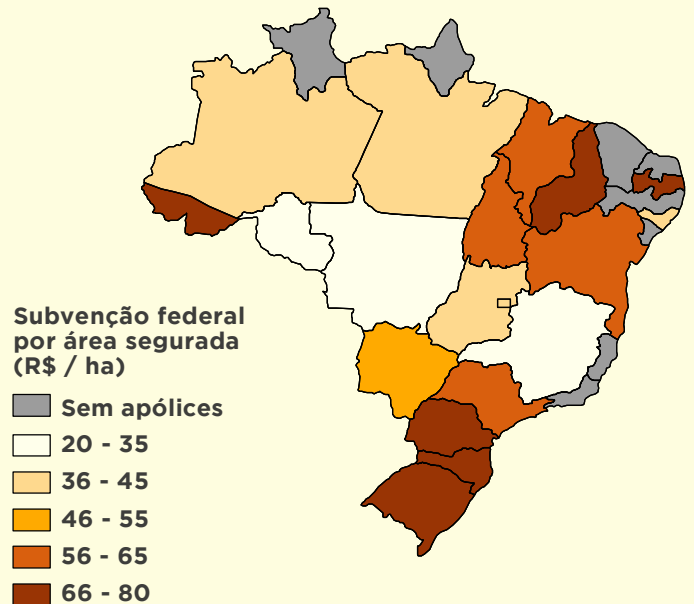 Subvenção federal
por área segurada
(R$ / ha)
Sem apólices
20 - 35
36 - 45
46 - 55
56 - 65
66 - 80